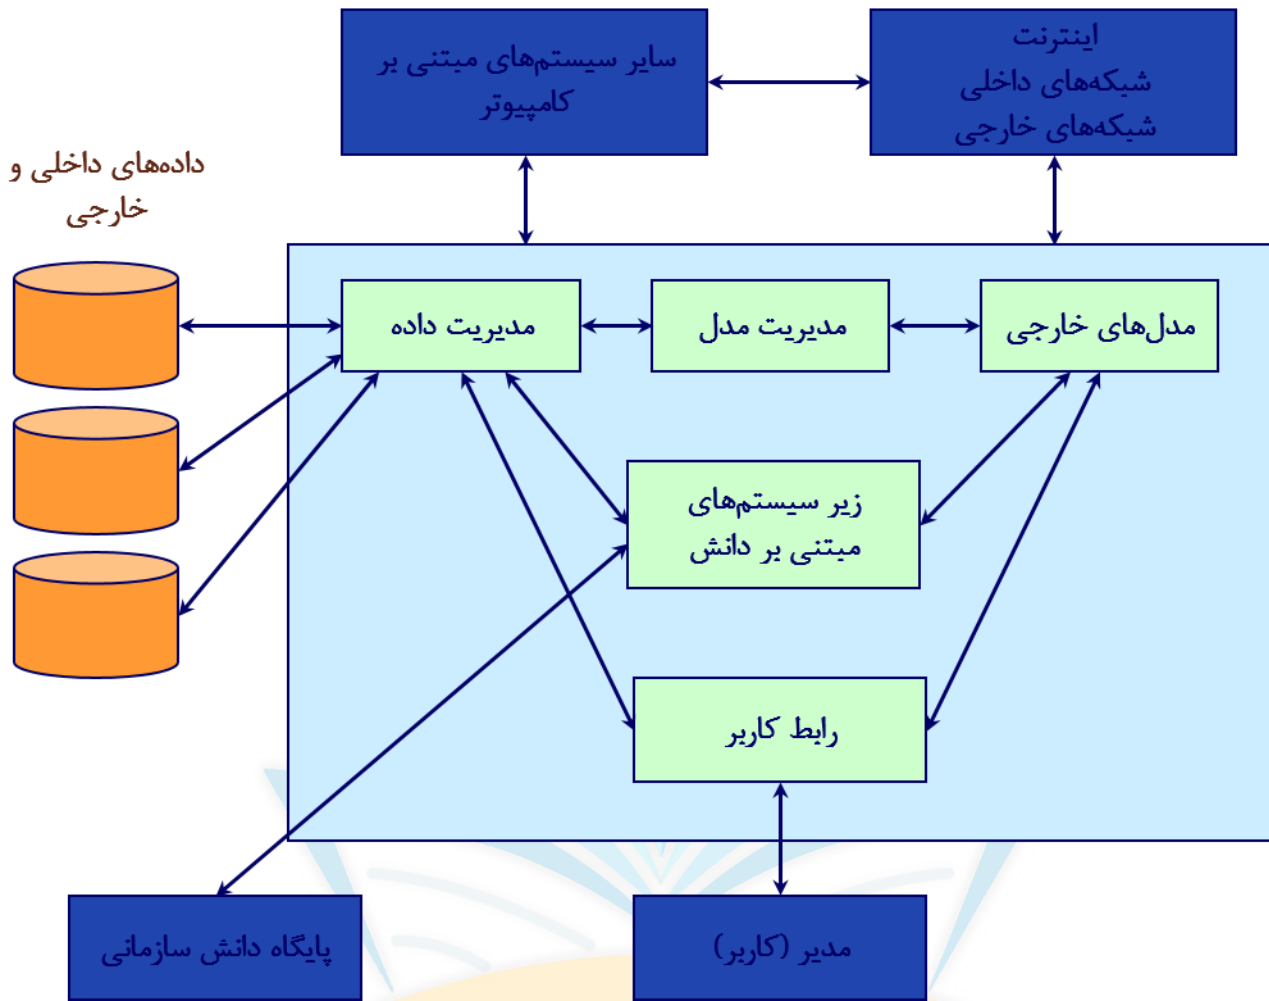 سایر سیستم‌های مبتنی بر
کامپیوتر
اینترنت
شبکه‌های داخلی
شبکه‌های خارجی
داده‌های داخلی و
خارجی
مدیریت داده
مدیریت مدل
مدل‌های خارجی
زیر سیستم‌های
مبتنی بر دانش
رابط کاربر
پایگاه دانش سازمانی
مدیر (کاربر)